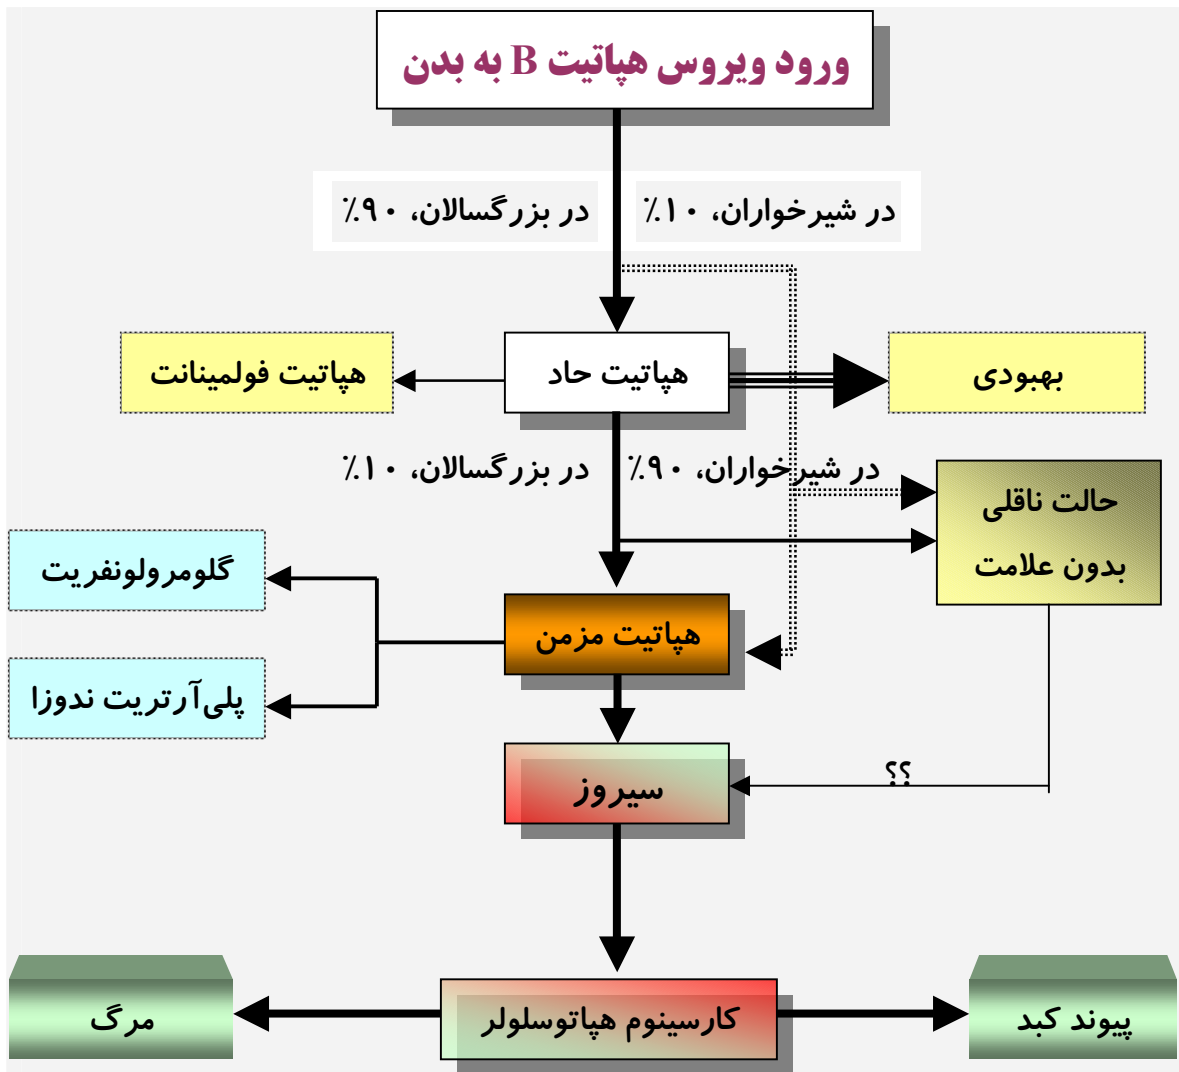 ورود ویروس هپاتیت B به بدن
در شیرخواران، ۱۰٪
در بزرگسالان، ۹۰٪
بهبودی
هپاتیت حاد
هپاتیت فولمینانت
در شیرخواران، ۹۰٪
در بزرگسالان، ۱۰٪
حالت ناقلی
بدون علامت
گلومرولونفریت
هپاتیت مزمن
پلی‌آرتریت ندوزا
سیروز
؟؟
پیوند کبد
کارسینوم هپاتوسلولر
مرگ